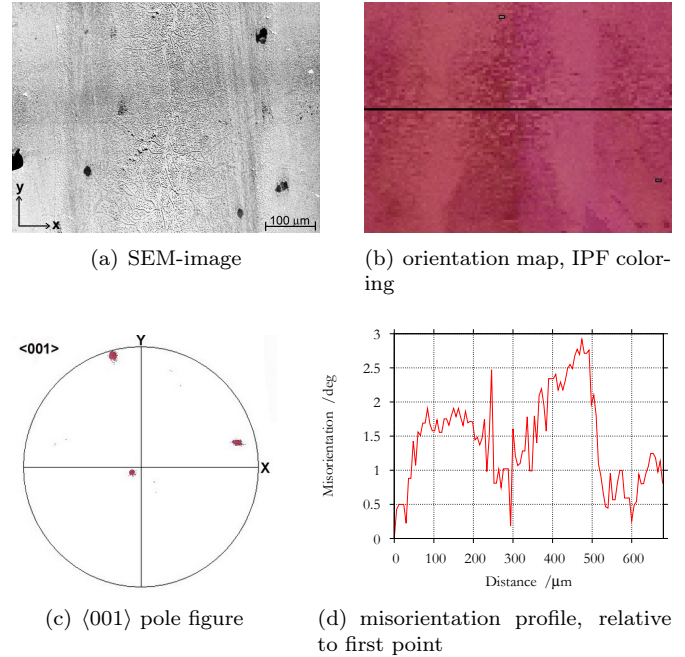 y
x
100 μm
(a) SEM-image
(b) orientation map, IPF color-
ing
<001>
Y
X
(c) ⟨001⟩ pole figure
3
2.5
2
1.5
1
0.5
0
Misorientation /deg
0 100 200 300 400 500 600
Distance /μm
(d) misorientation profile, relative
to first point